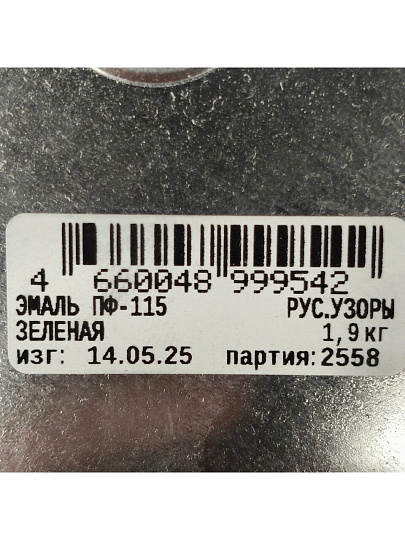 4 660048 999542
ЭМАЛЬ ПФ-115 РУС.УЗОРЫ
ЗЕЛЕНАЯ 1,9 кг
изг: 14.05.25 партия:2558